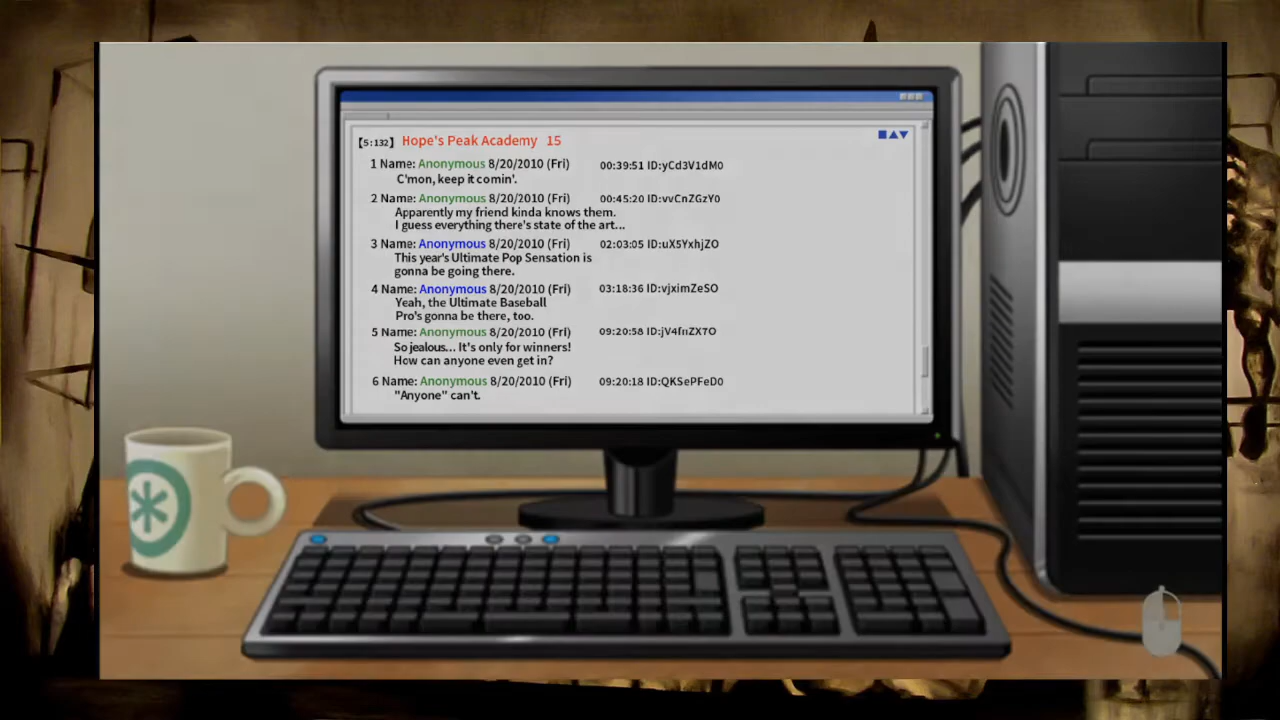 【5:132】 Hope's Peak Academy 15
1 Name: Anonymous 8/20/2010 (Fri) 00:39:51 ID:yCd3V1dM0
C'mon, keep it comin'.
2 Name: Anonymous 8/20/2010 (Fri) 00:45:20 ID:vvCnZGzY0
Apparently my friend kinda knows them.
I guess everything there's state of the art...
3 Name: Anonymous 8/20/2010 (Fri) 02:03:05 ID:uX5YxhjZO
This year's Ultimate Pop Sensation is
gonna be going there.
4 Name: Anonymous 8/20/2010 (Fri) 03:18:36 ID:vjximZeSO
Yeah, the Ultimate Baseball
Pro's gonna be there, too.
5 Name: Anonymous 8/20/2010 (Fri) 09:20:58 ID:jV4fnZX7O
So jealous... It's only for winners!
How can anyone even get in?
6 Name: Anonymous 8/20/2010 (Fri) 09:20:18 ID:QKSePFeD0
"Anyone" can't.